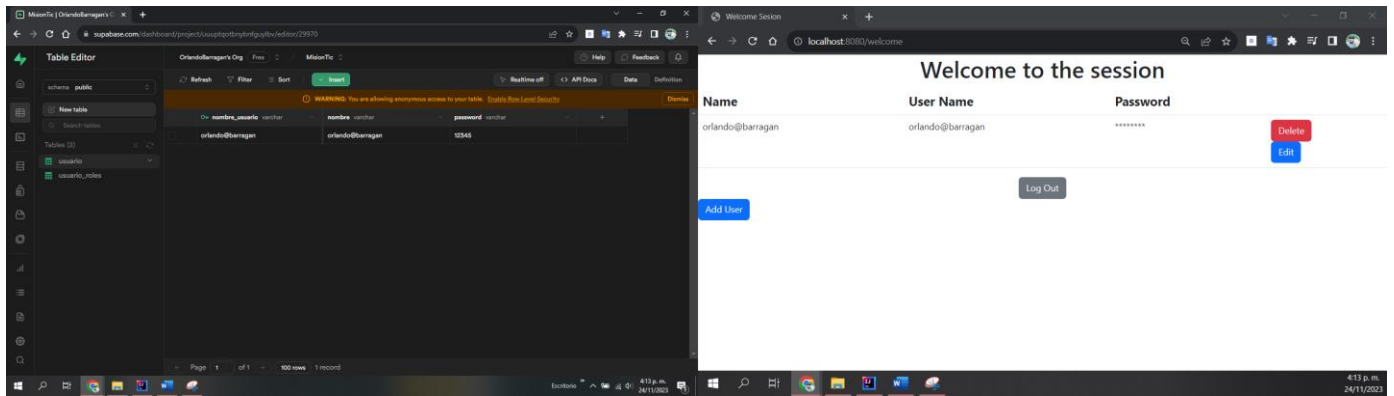 MisionTic | OrlandoBarragan's C
supabase.com/dashboard/project/uuuptqotbnytnfguyitbv/editor/29970
Table Editor
OrlandoBarragan's Org Free MisionTic Help Feedback
schema public
Refresh Filter Sort Insert Realtime off API Docs Data Definition
WARNING: You are allowing anonymous access to your table. Enable Row Level Security Dismiss
New table
Search tables
nombre_usuario varchar nombre varchar password varchar +
orlando@barragan orlando@barragan 12345
Tables (2)
usuario
usuario_roles
Page 1 of 1 100 rows 1 record
Escritorio 4:13 p. m.
24/11/2023
Welcome Sesion
localhost:8080/welcome
Welcome to the session
Name User Name Password
orlando@barragan orlando@barragan ******** Delete
Edit
Log Out
Add User
4:13 p. m.
24/11/2023